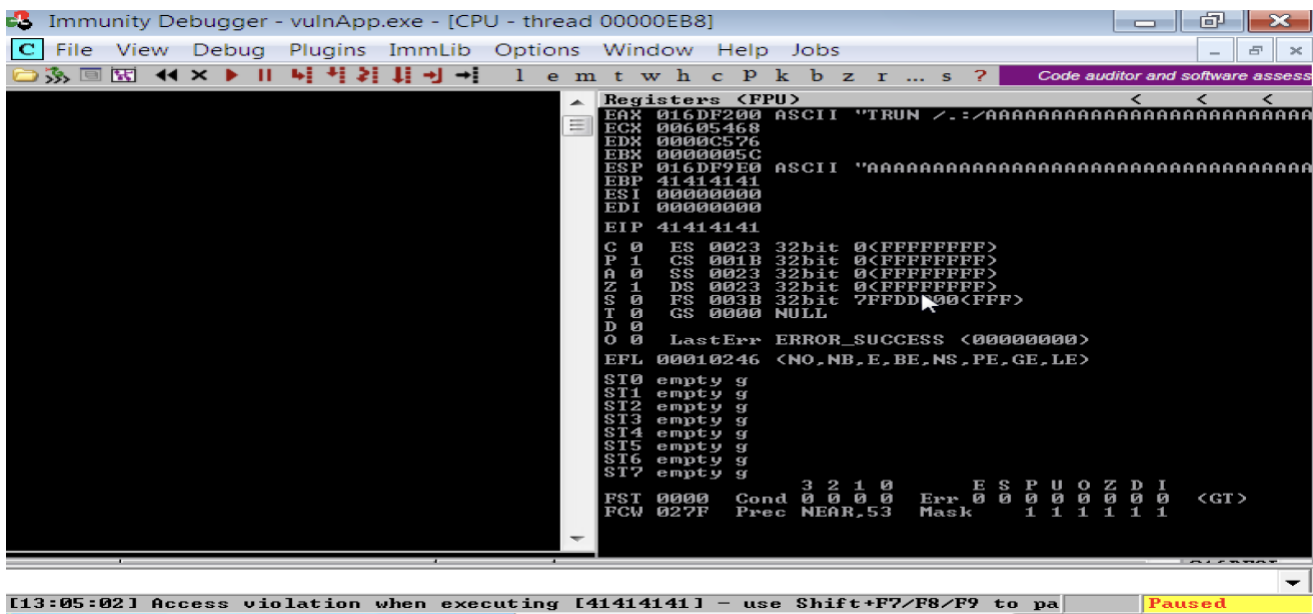 Immunity Debugger - vulnApp.exe - [CPU - thread 00000EB8]
C File View Debug Plugins ImmLib Options Window Help Jobs
l e m t w h c P k b z r ... s ? Code auditor and software assess
Registers (FPU) < < <
EAX 016DF200 ASCII "TRUN /.:/AAAAAAAAAAAAAAAAAAAAAAAAAAAAA
ECX 00605468
EDX 0000C576
EBX 0000005C
ESP 016DF9E0 ASCII "AAAAAAAAAAAAAAAAAAAAAAAAAAAAAAAAAAAAAA
EBP 41414141
ESI 00000000
EDI 00000000
EIP 41414141
C 0 ES 0023 32bit 0(FFFFFFFF)
P 1 CS 001B 32bit 0(FFFFFFFF)
A 0 SS 0023 32bit 0(FFFFFFFF)
Z 1 DS 0023 32bit 0(FFFFFFFF)
S 0 FS 003B 32bit
T 0 GS 0000 NULL
D 0
O 0 LastErr ERROR_SUCCESS (00000000)
EFL 00010246 (NO,NB,E,BE,NS,PE,GE,LE)
ST0 empty g
ST1 empty g
ST2 empty g
ST3 empty g
ST4 empty g
ST5 empty g
ST6 empty g
ST7 empty g
3 2 1 0 E S P U O Z D I
FST 0000 Cond 0 0 0 0 Err 0 0 0 0 0 0 0 0 (GT)
FCW 027F Prec NEAR,53 Mask 1 1 1 1 1 1
[13:05:02] Access violation when executing [41414141] - use Shift+F7/F8/F9 to pa Paused